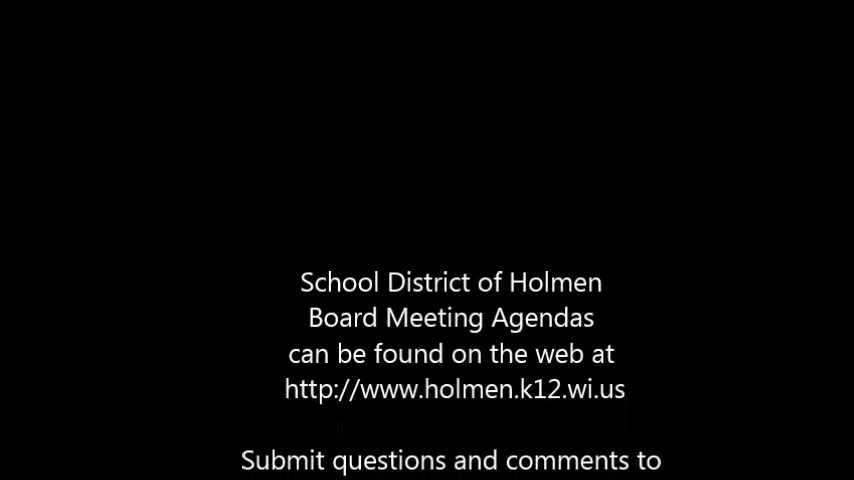 School District of Holmen
Board Meeting Agendas
can be found on the web at
http://www.holmen.k12.wi.us
Submit questions and comments to